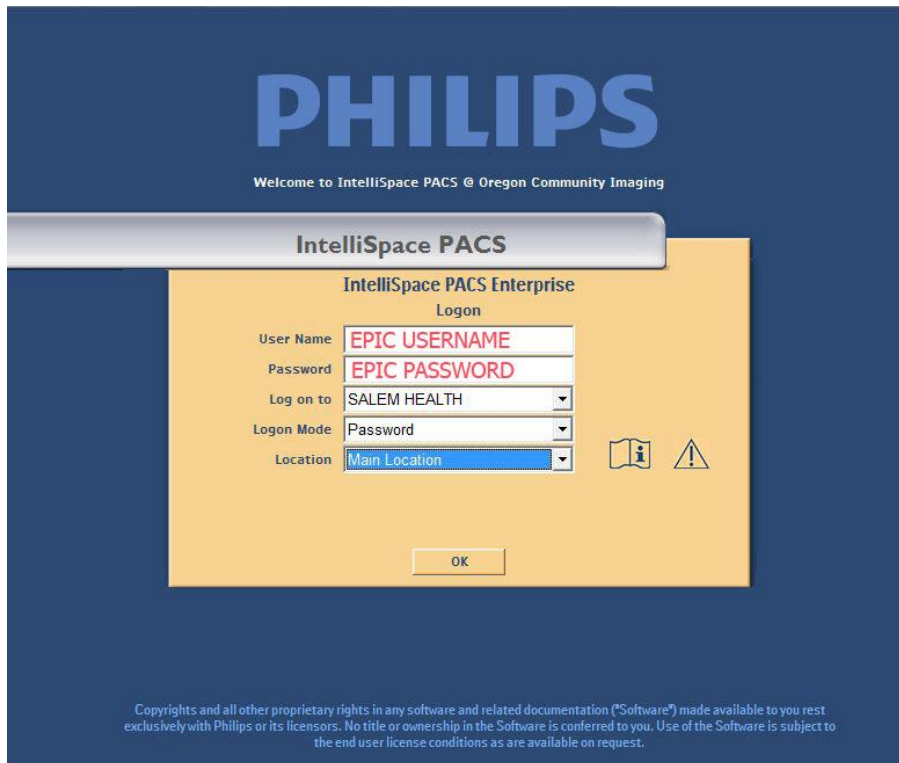 PHILIPS
Welcome to IntelliSpace PACS @ Oregon Community Imaging
IntelliSpace PACS
IntelliSpace PACS Enterprise
Logon
User Name EPIC USERNAME
Password EPIC PASSWORD
Log on to SALEM HEALTH
Logon Mode Password
Location Main Location
OK
Copyrights and all other proprietary rights in any software and related documentation ("Software") made available to you rest
exclusively with Philips or its licensors. No title or ownership in the Software is conferred to you. Use of the Software is subject to
the end user license conditions as are available on request.